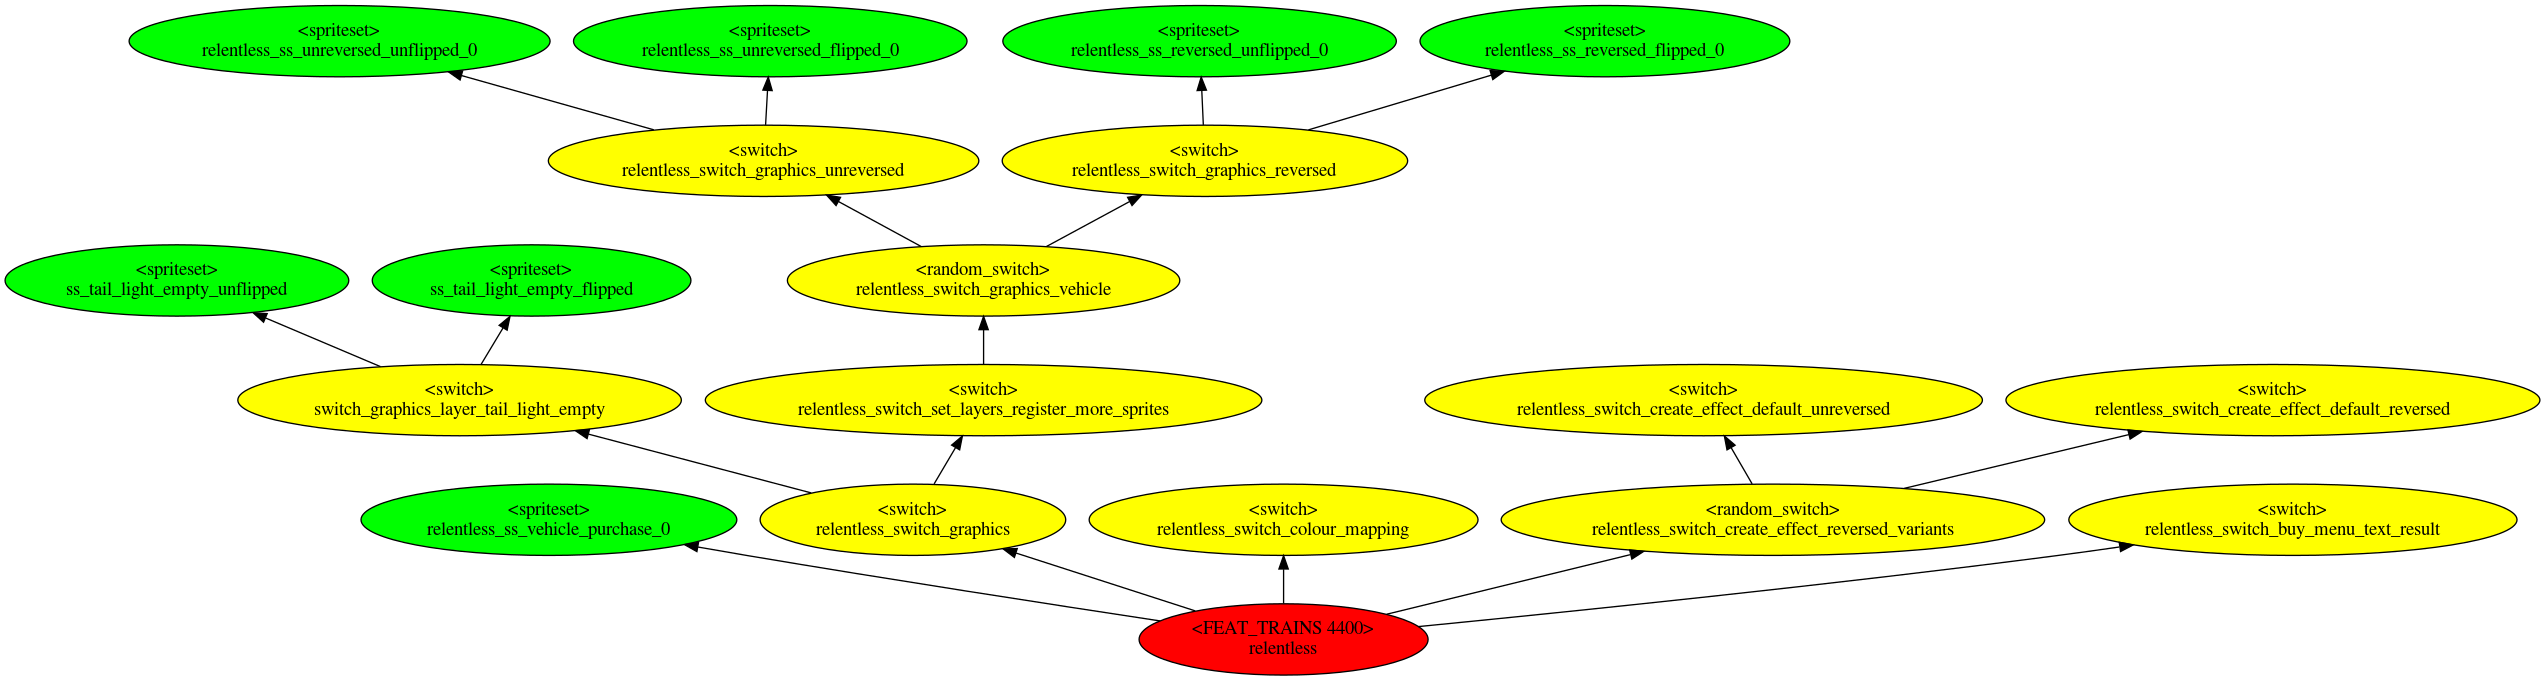 <spriteset>
relentless_ss_unreversed_unflipped_0
<spriteset>
relentless_ss_unreversed_flipped_0
<spriteset>
relentless_ss_reversed_unflipped_0
<spriteset>
relentless_ss_reversed_flipped_0
<switch>
relentless_switch_graphics_unreversed
<switch>
relentless_switch_graphics_reversed
<spriteset>
ss_tail_light_empty_unflipped
<spriteset>
ss_tail_light_empty_flipped
<random_switch>
relentless_switch_graphics_vehicle
<switch>
switch_graphics_layer_tail_light_empty
<switch>
relentless_switch_set_layers_register_more_sprites
<switch>
relentless_switch_create_effect_default_unreversed
<switch>
relentless_switch_create_effect_default_reversed
<spriteset>
relentless_ss_vehicle_purchase_0
<switch>
relentless_switch_graphics
<switch>
relentless_switch_colour_mapping
<random_switch>
relentless_switch_create_effect_reversed_variants
<switch>
relentless_switch_buy_menu_text_result
<FEAT_TRAINS 4400>
relentless